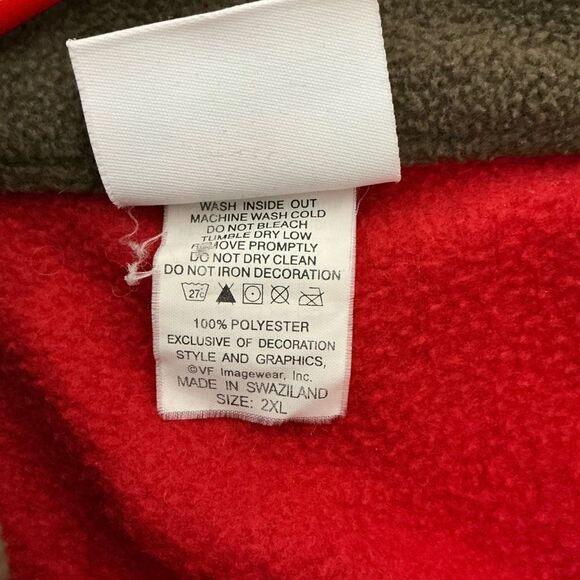 WASH INSIDE OUT
MACHINE WASH COLD
DO NOT BLEACH
TUMBLE DRY LOW
REMOVE PROMPTLY
DO NOT DRY CLEAN
DO NOT IRON DECORATION
27c
100% POLYESTER
EXCLUSIVE OF DECORATION
STYLE AND GRAPHICS,
©VF Imagewear, Inc.
MADE IN SWAZILAND
SIZE: 2XL